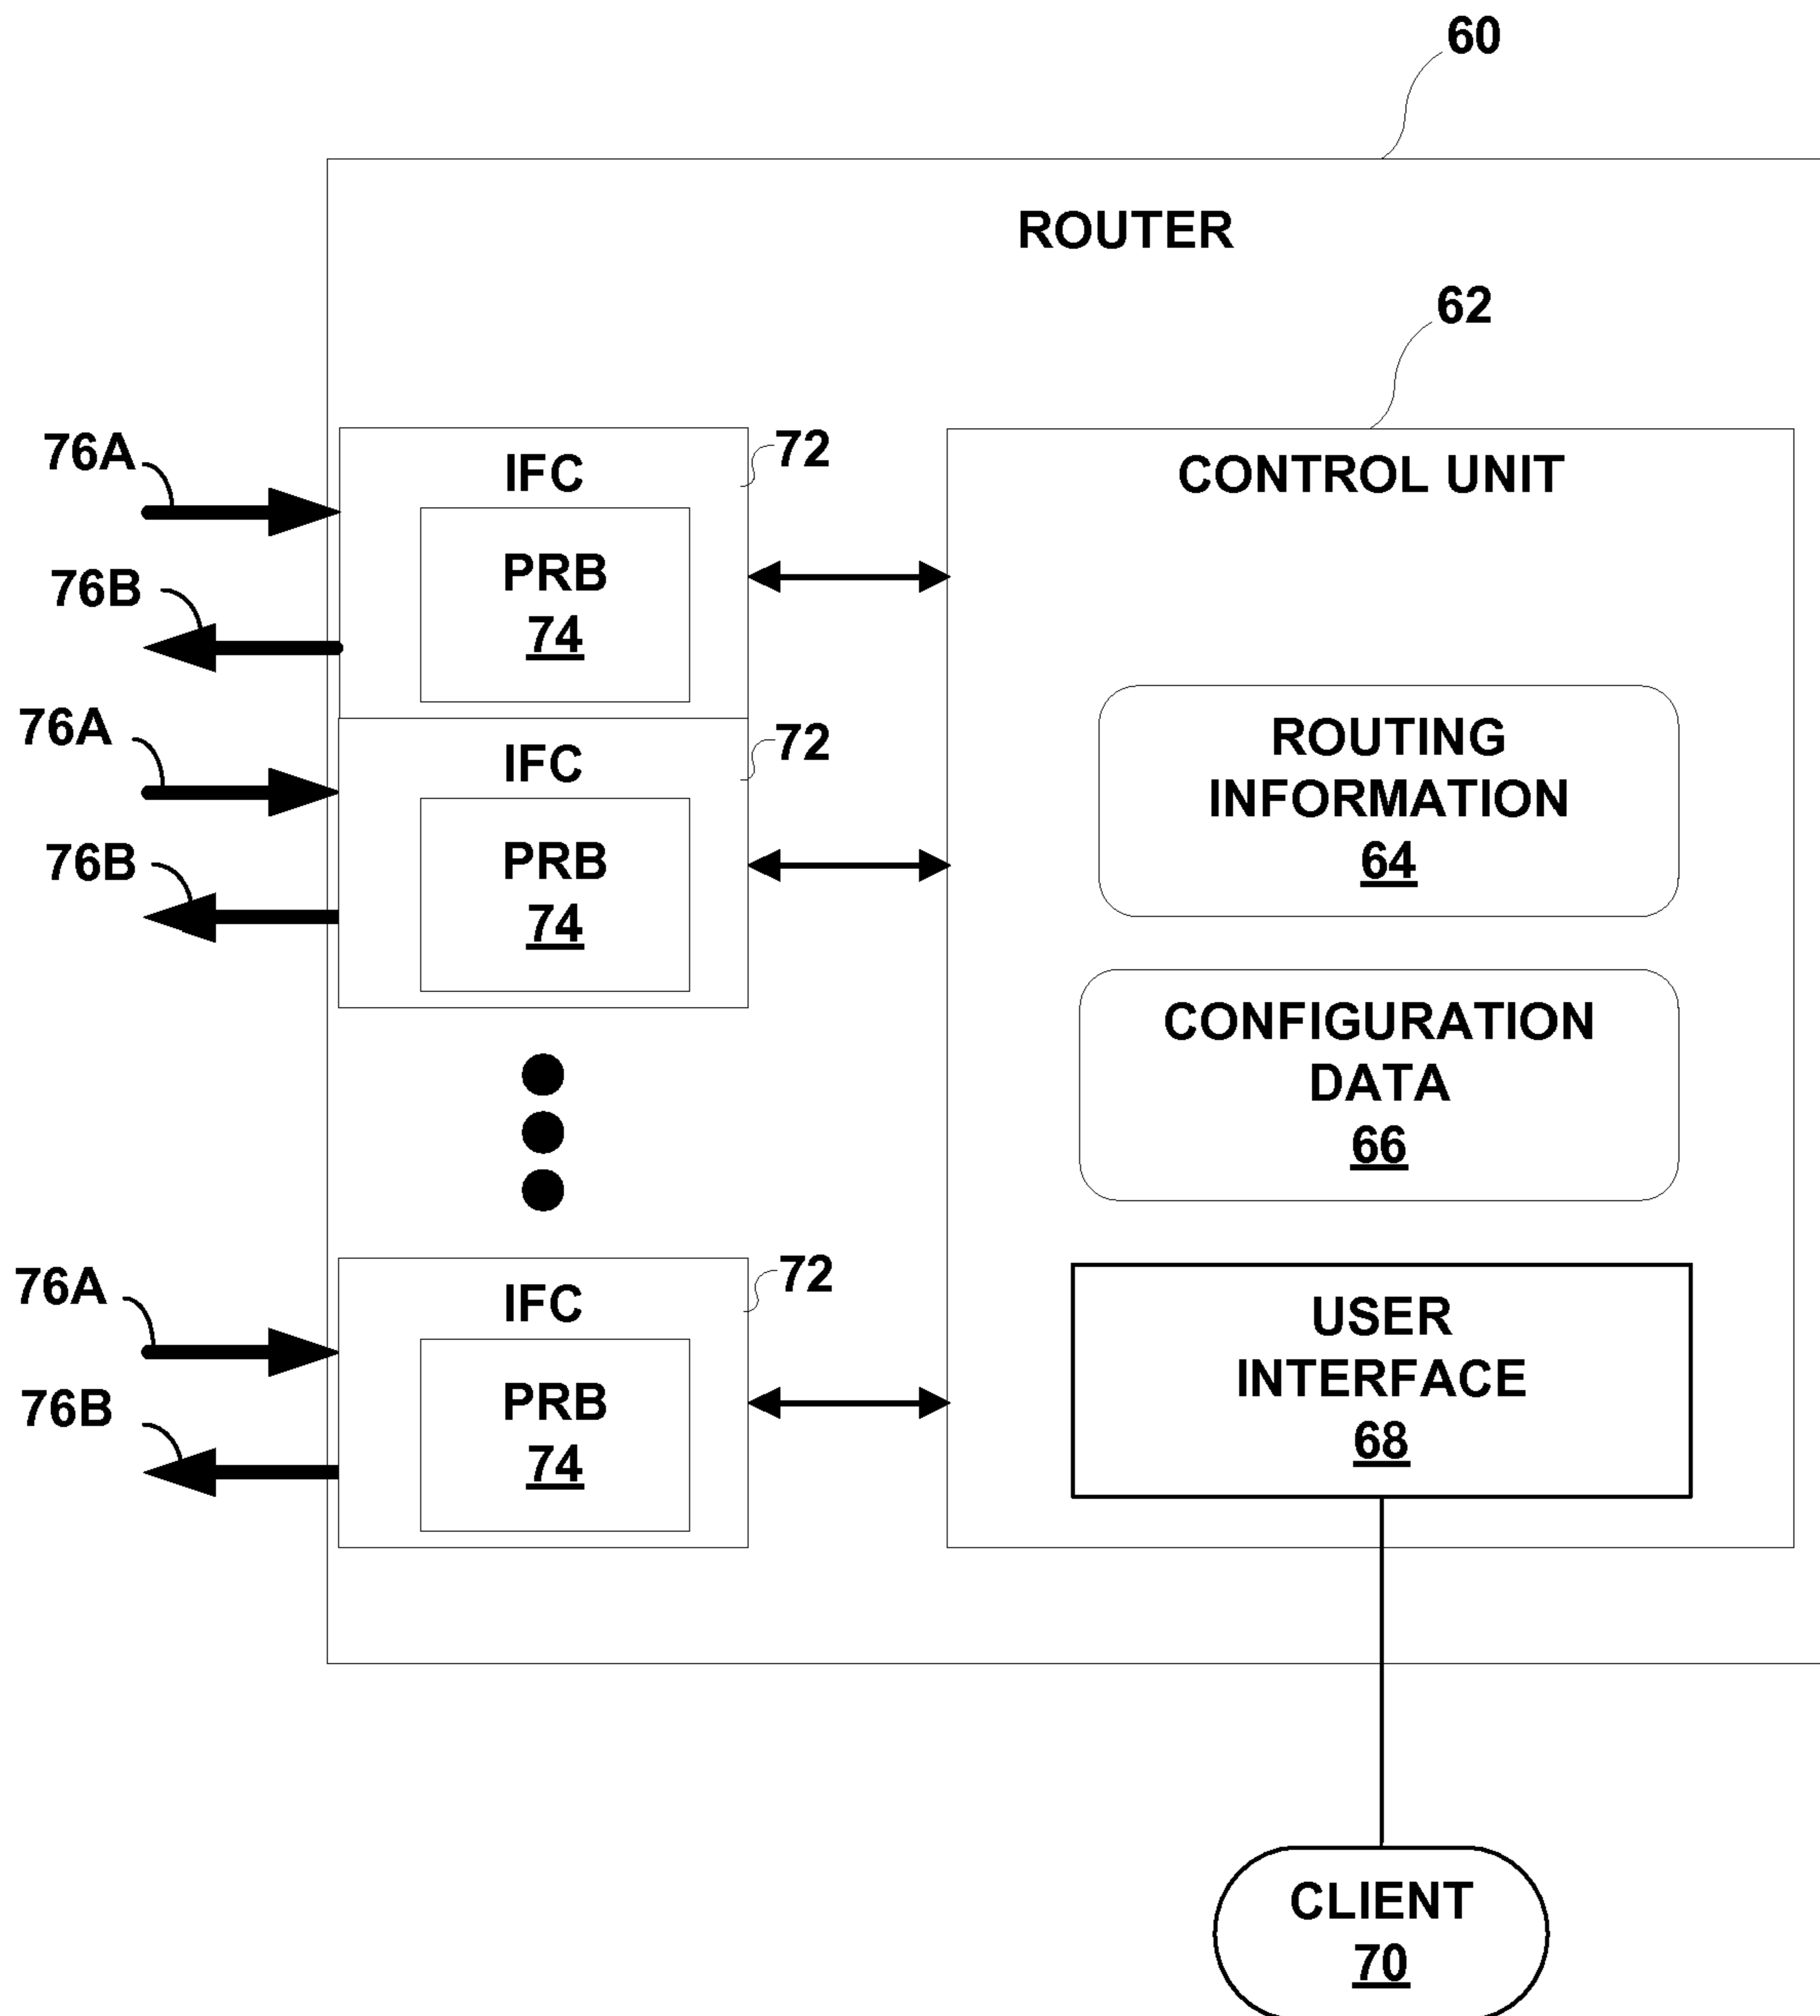 60
ROUTER
62
76A
IFC
72
CONTROL UNIT
PRB
74
76B
76A
IFC
72
PRB
74
76B
ROUTING
INFORMATION
64
CONFIGURATION
DATA
66
76A
IFC
72
PRB
74
76B
USER
INTERFACE
68
CLIENT
70